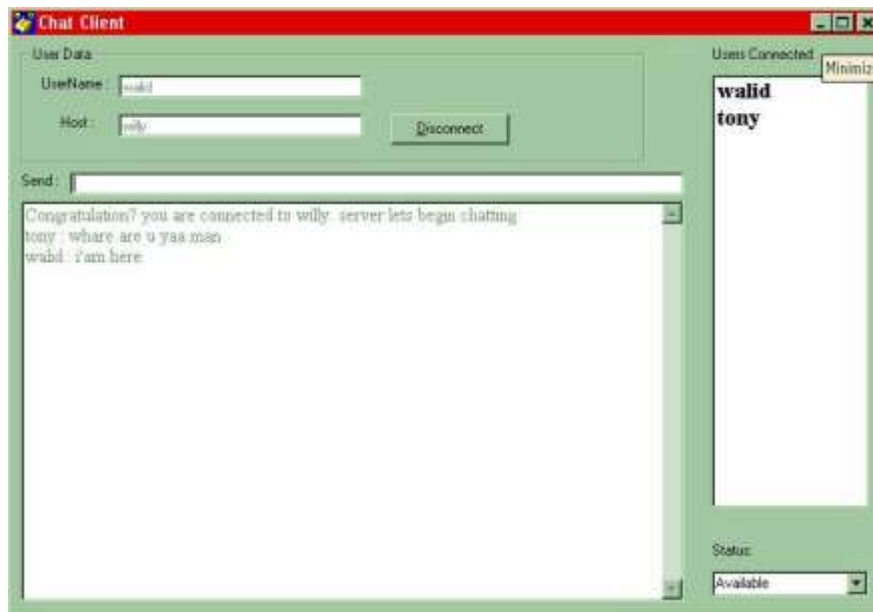 Chat Client
User Data
UserName :
walid
Host :
willy
Disconnect
Users Connected
Minimiz
walid
tony
Send :
Congratulation? you are connected to willy: server lets begin chatting
tony : whare are u yaa man
walid : i'am here
Status:
Available